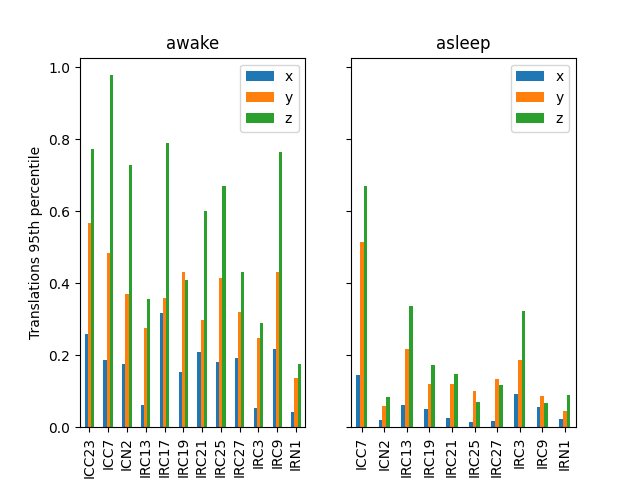 awake
asleep
Translations 95th percentile
1.0
0.8
0.6
0.4
0.2
0.0
x
y
z
x
y
z
ICC23
ICC7
ICN2
IRC13
IRC17
IRC19
IRC21
IRC25
IRC27
IRC3
IRC9
IRN1
ICC7
ICN2
IRC13
IRC19
IRC21
IRC25
IRC27
IRC3
IRC9
IRN1